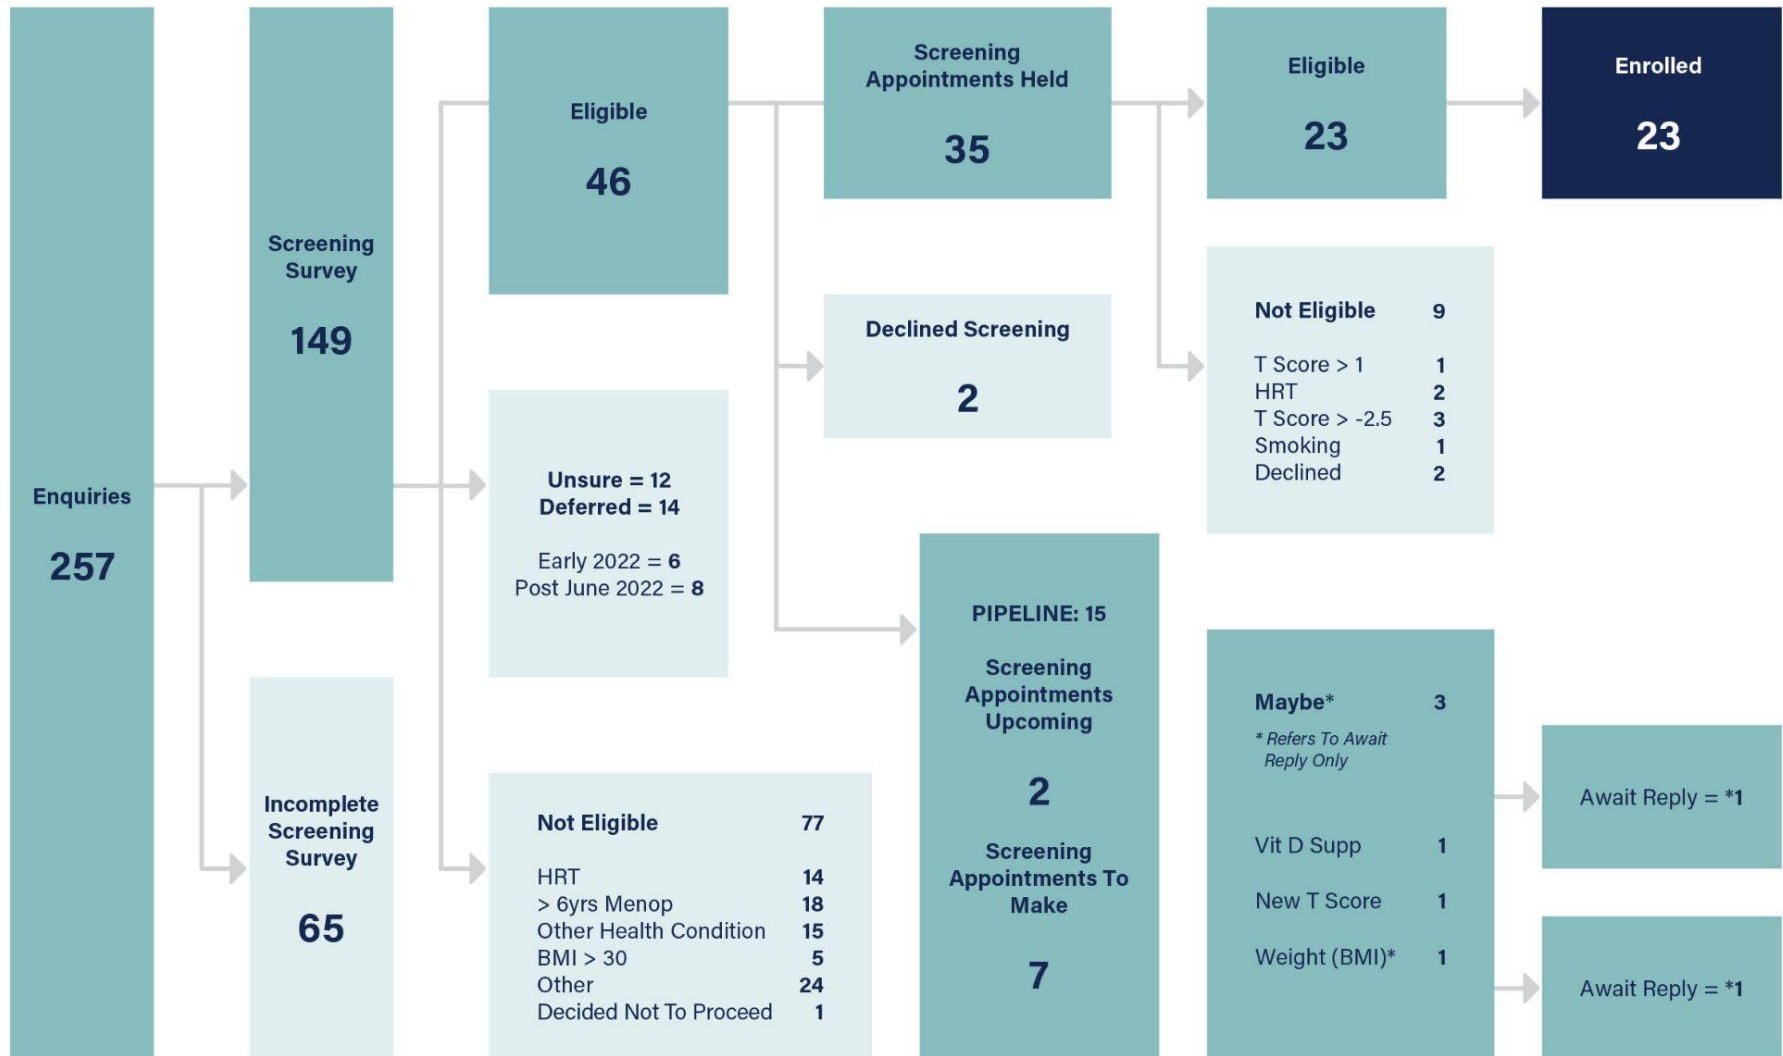 Enquiries
257
Screening
Survey
149
Incomplete
Screening
Survey
65
Eligible
46
Unsure = 12
Deferred = 14
Early 2022 = 6
Post June 2022 = 8
Not Eligible 77
HRT 14
> 6yrs Menop 18
Other Health Condition 15
BMI > 30 5
Other 24
Decided Not To Proceed 1
Screening
Appointments Held
35
Declined Screening
2
PIPELINE: 15
Screening
Appointments
Upcoming
2
Screening
Appointments To
Make
7
Eligible
23
Not Eligible 9
T Score > 1 1
HRT 2
T Score > -2.5 3
Smoking 1
Declined 2
Maybe* 3
* Refers To Await
Reply Only
Vit D Supp 1
New T Score 1
Weight (BMI)* 1
Enrolled
23
Await Reply = *1
Await Reply = *1